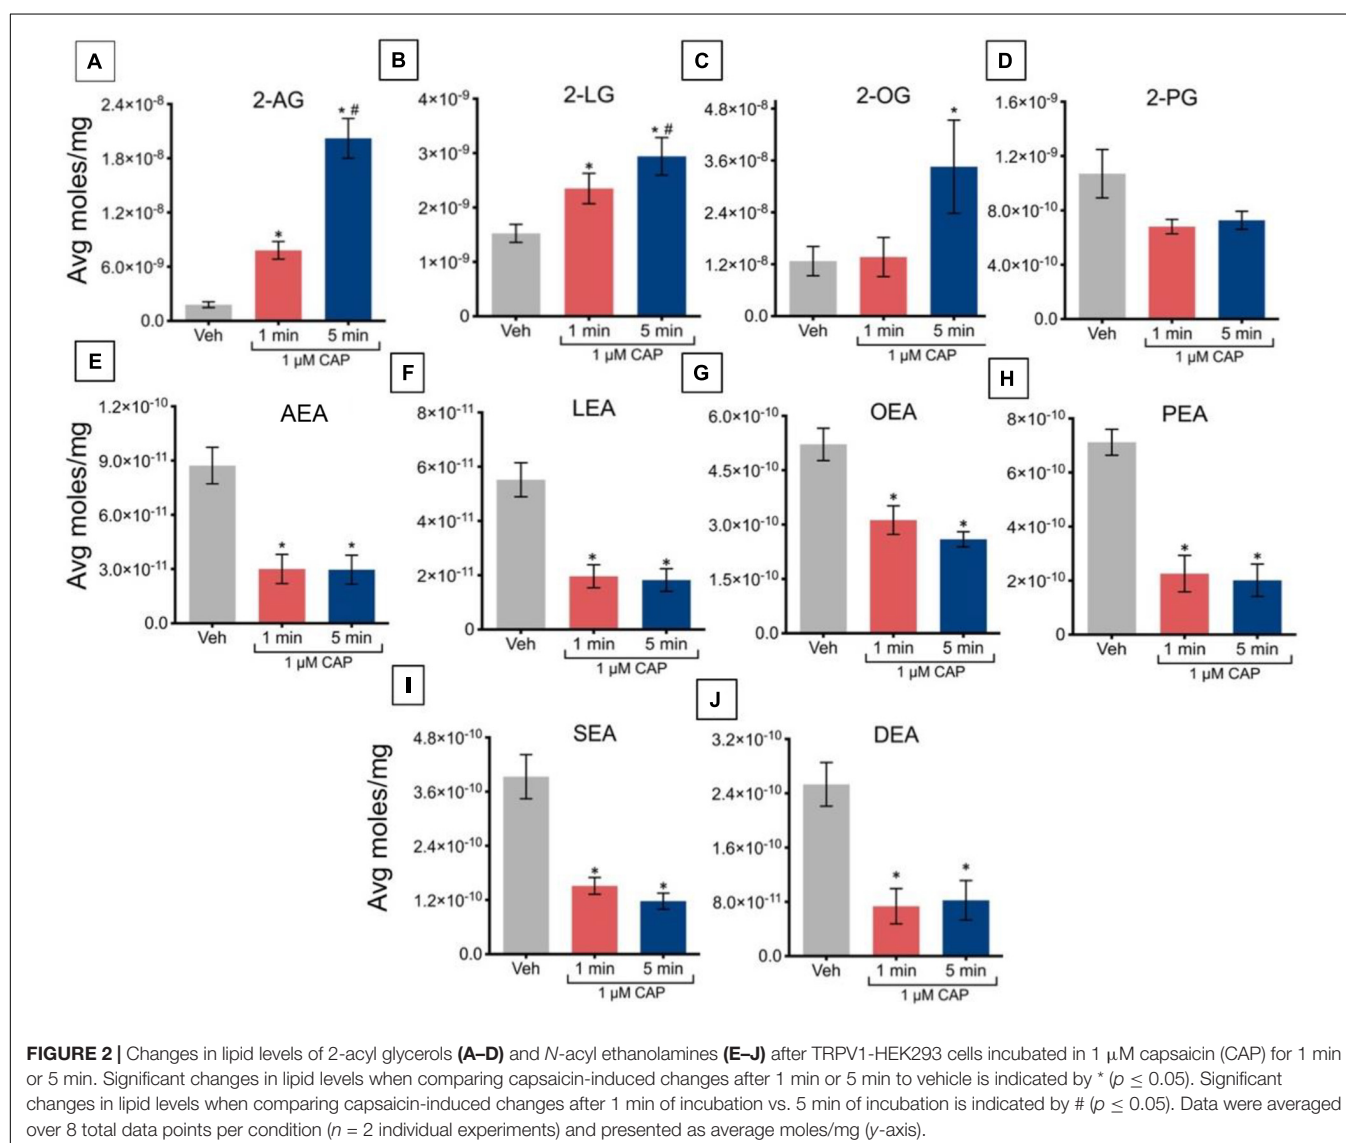 A
B
C
D
2-AG
2-LG
2-OG
2-PG
Avg moles/mg
2.4×10⁻⁸
1.8×10⁻⁸
1.2×10⁻⁸
6.0×10⁻⁹
0.0
*
* #
Veh 1 min 5 min
1 µM CAP
4×10⁻⁹
3×10⁻⁹
2×10⁻⁹
1×10⁻⁹
0
*
* #
Veh 1 min 5 min
1 µM CAP
4.8×10⁻⁸
3.6×10⁻⁸
2.4×10⁻⁸
1.2×10⁻⁸
0.0
*
Veh 1 min 5 min
1 µM CAP
1.6×10⁻⁹
1.2×10⁻⁹
8.0×10⁻¹⁰
4.0×10⁻¹⁰
0.0
Veh 1 min 5 min
1 µM CAP
E
F
G
H
AEA
LEA
OEA
PEA
Avg moles/mg
1.2×10⁻¹⁰
9.0×10⁻¹¹
6.0×10⁻¹¹
3.0×10⁻¹¹
0.0
* *
Veh 1 min 5 min
1 µM CAP
8×10⁻¹¹
6×10⁻¹¹
4×10⁻¹¹
2×10⁻¹¹
0
* *
Veh 1 min 5 min
1 µM CAP
6.0×10⁻¹⁰
4.5×10⁻¹⁰
3.0×10⁻¹⁰
1.5×10⁻¹⁰
0.0
* *
Veh 1 min 5 min
1 µM CAP
8×10⁻¹⁰
6×10⁻¹⁰
4×10⁻¹⁰
2×10⁻¹⁰
0
* *
Veh 1 min 5 min
1 µM CAP
I
J
SEA
DEA
Avg moles/mg
4.8×10⁻¹⁰
3.6×10⁻¹⁰
2.4×10⁻¹⁰
1.2×10⁻¹⁰
0.0
* *
Veh 1 min 5 min
1 µM CAP
3.2×10⁻¹⁰
2.4×10⁻¹⁰
1.6×10⁻¹⁰
8.0×10⁻¹¹
0.0
* *
Veh 1 min 5 min
1 µM CAP
FIGURE 2 | Changes in lipid levels of 2-acyl glycerols (A–D) and N-acyl ethanolamines (E–J) after TRPV1-HEK293 cells incubated in 1 µM capsaicin (CAP) for 1 min
or 5 min. Significant changes in lipid levels when comparing capsaicin-induced changes after 1 min or 5 min to vehicle is indicated by * (p ≤ 0.05). Significant
changes in lipid levels when comparing capsaicin-induced changes after 1 min of incubation vs. 5 min of incubation is indicated by # (p ≤ 0.05). Data were averaged
over 8 total data points per condition (n = 2 individual experiments) and presented as average moles/mg (y-axis).